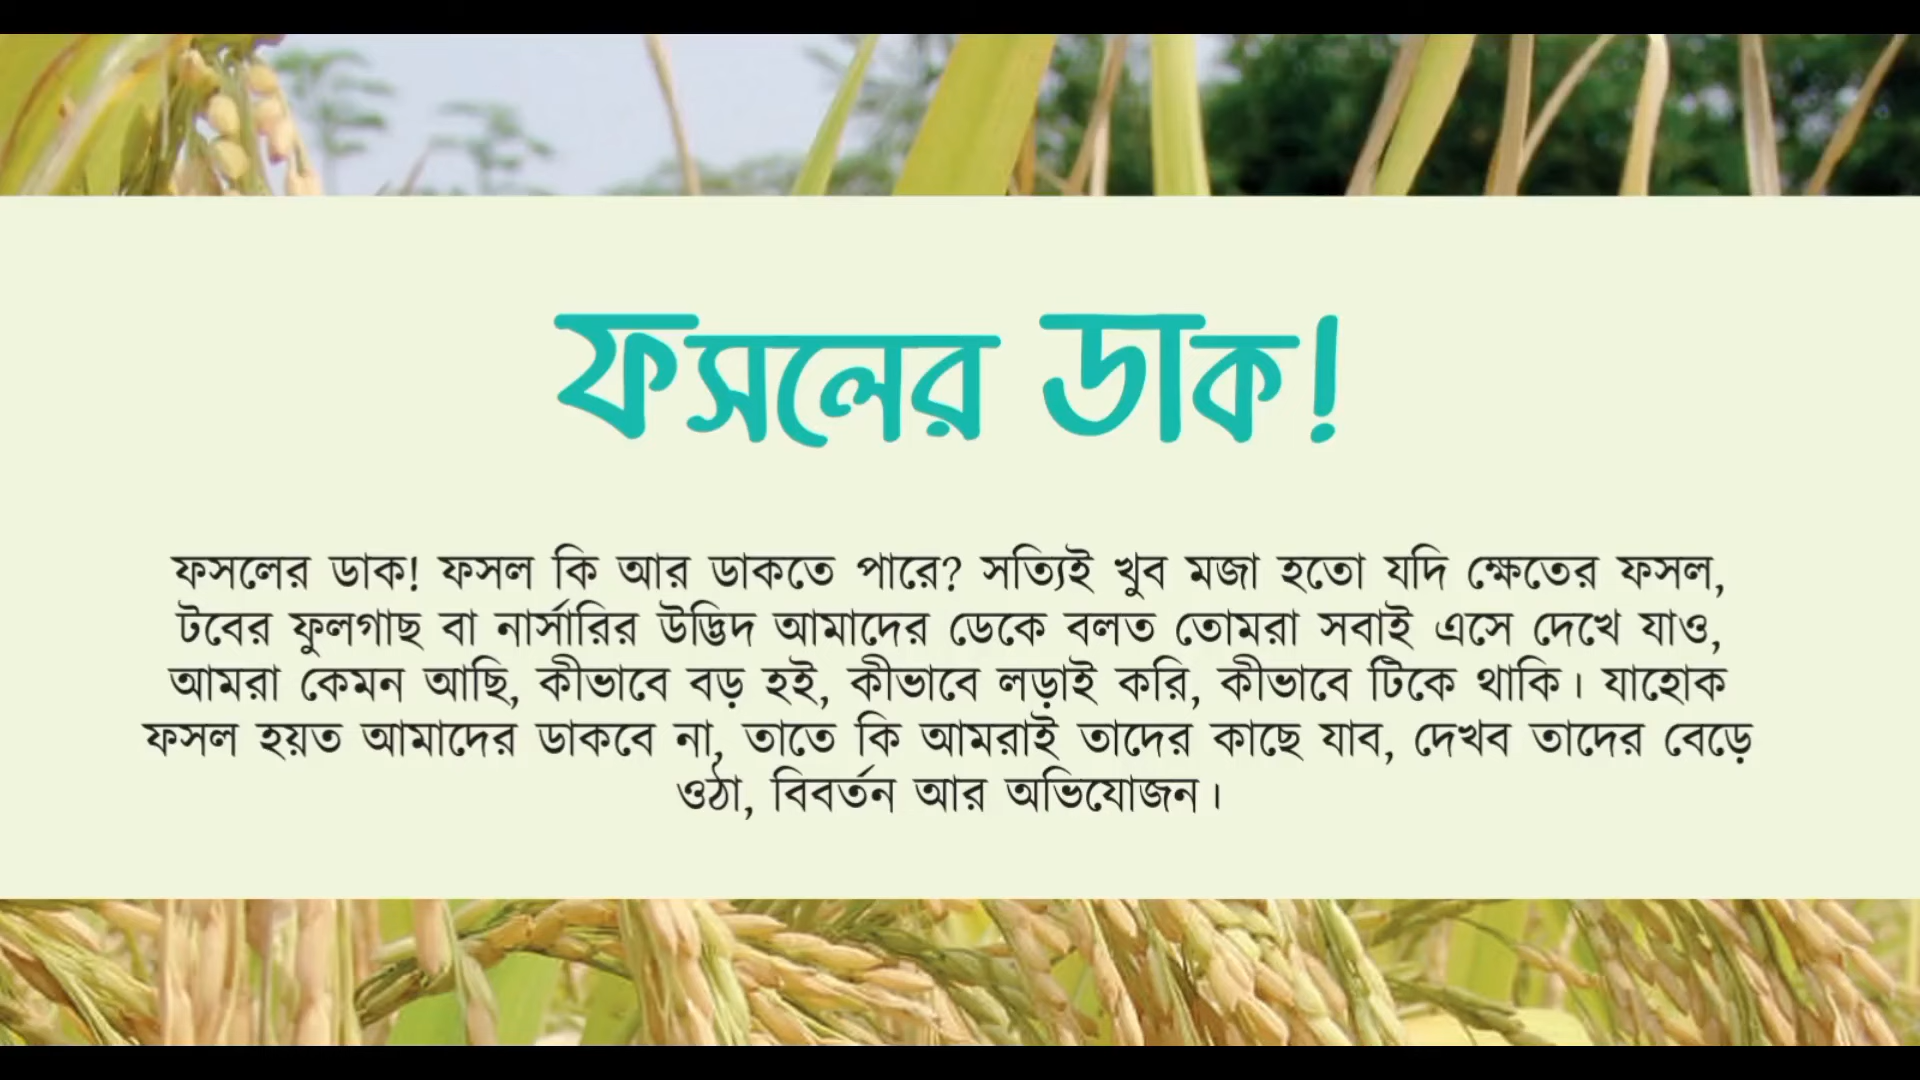 ফসলের ডাক!
ফসলের ডাক! ফসল কি আর ডাকতে পারে? সত্যিই খুব মজা হতো যদি ক্ষেতের ফসল,
টবের ফুলগাছ বা নার্সারির উদ্ভিদ আমাদের ডেকে বলত তোমরা সবাই এসে দেখে যাও,
আমরা কেমন আছি, কীভাবে বড় হই, কীভাবে লড়াই করি, কীভাবে টিকে থাকি। যাহোক
ফসল হয়ত আমাদের ডাকবে না, তাতে কি আমরাই তাদের কাছে যাব, দেখব তাদের বেড়ে
ওঠা, বিবর্তন আর অভিযোজন।